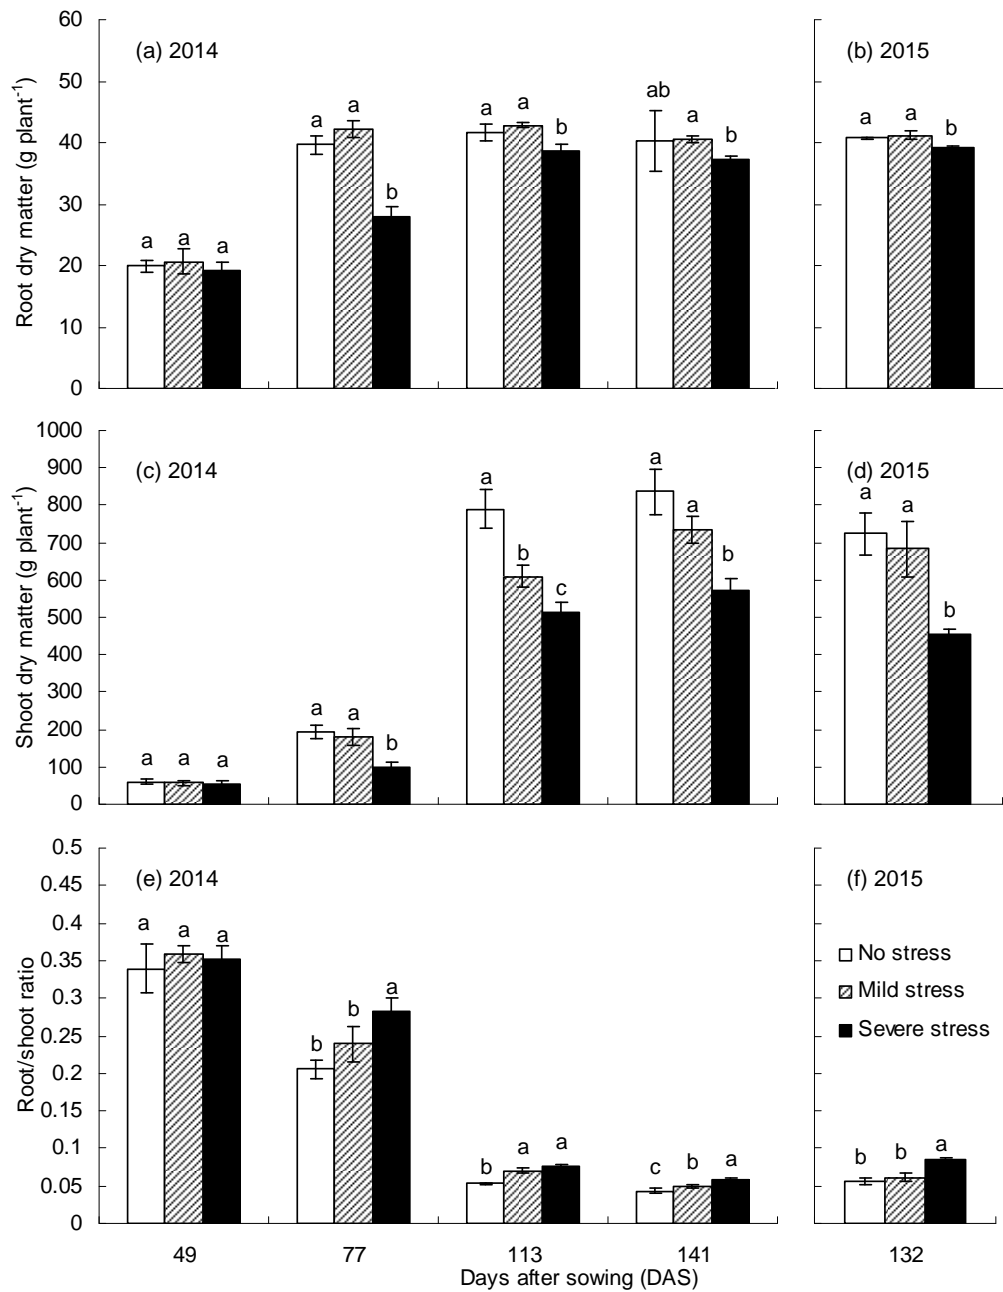 60
50
40
30
20
10
0
Root dry matter (g plant⁻¹)
(a) 2014
(b) 2015
a a a
a a b
a a b
ab a b
a a b
1000
900
800
700
600
500
400
300
200
100
0
Shoot dry matter (g plant⁻¹)
(c) 2014
(d) 2015
a a a
a a b
a b c
a a b
a a b
0.5
0.45
0.4
0.35
0.3
0.25
0.2
0.15
0.1
0.05
0
Root/shoot ratio
(e) 2014
(f) 2015
a a a
b b a
b a a
c b a
b b a
No stress
Mild stress
Severe stress
49 77 113 141 132
Days after sowing (DAS)